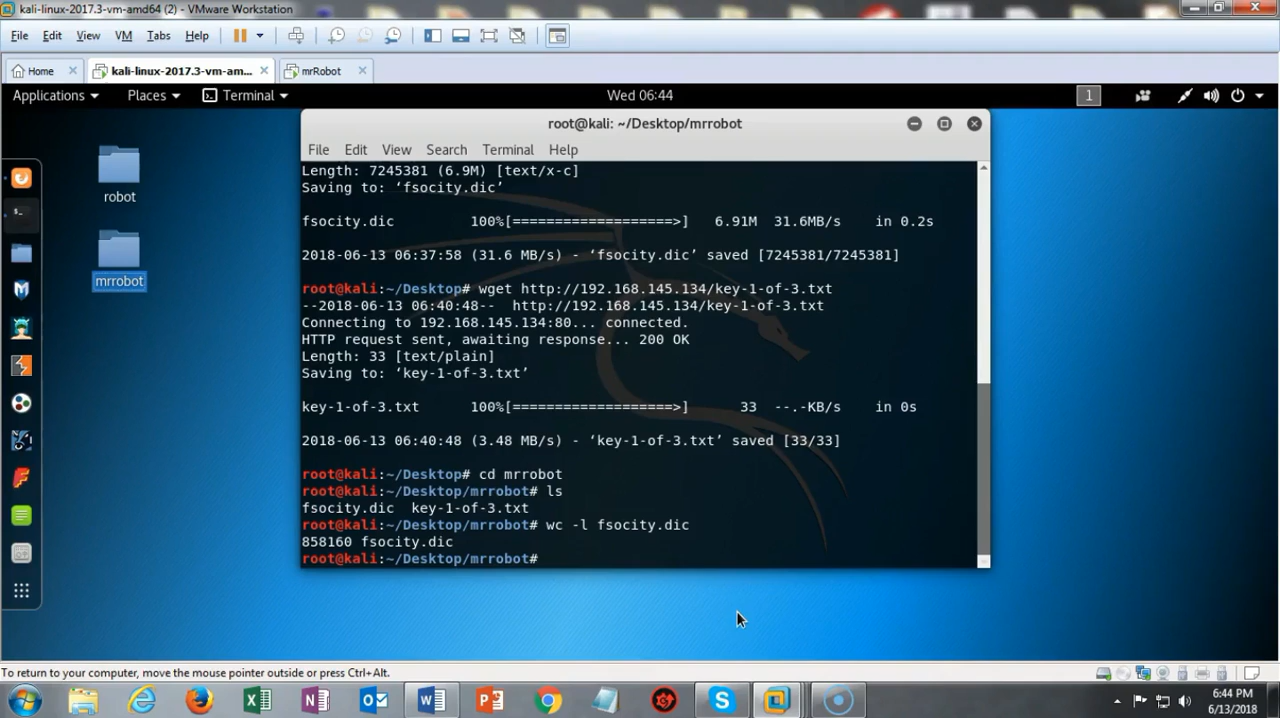 kali-linux-2017.3-vm-amd64 (2) - VMware Workstation
File Edit View VM Tabs Help
Home kali-linux-2017.3-vm-am... mrRobot
Applications Places Terminal Wed 06:44 1
root@kali: ~/Desktop/mrrobot
File Edit View Search Terminal Help
robot
mrrobot
Length: 7245381 (6.9M) [text/x-c]
Saving to: ‘fsocity.dic’
fsocity.dic 100%[===================>] 6.91M 31.6MB/s in 0.2s
2018-06-13 06:37:58 (31.6 MB/s) - ‘fsocity.dic’ saved [7245381/7245381]
root@kali:~/Desktop# wget http://192.168.145.134/key-1-of-3.txt
--2018-06-13 06:40:48-- http://192.168.145.134/key-1-of-3.txt
Connecting to 192.168.145.134:80... connected.
HTTP request sent, awaiting response... 200 OK
Length: 33 [text/plain]
Saving to: ‘key-1-of-3.txt’
key-1-of-3.txt 100%[===================>] 33 --.-KB/s in 0s
2018-06-13 06:40:48 (3.48 MB/s) - ‘key-1-of-3.txt’ saved [33/33]
root@kali:~/Desktop# cd mrrobot
root@kali:~/Desktop/mrrobot# ls
fsocity.dic key-1-of-3.txt
root@kali:~/Desktop/mrrobot# wc -l fsocity.dic
858160 fsocity.dic
root@kali:~/Desktop/mrrobot#
To return to your computer, move the mouse pointer outside or press Ctrl+Alt.
6:44 PM
6/13/2018